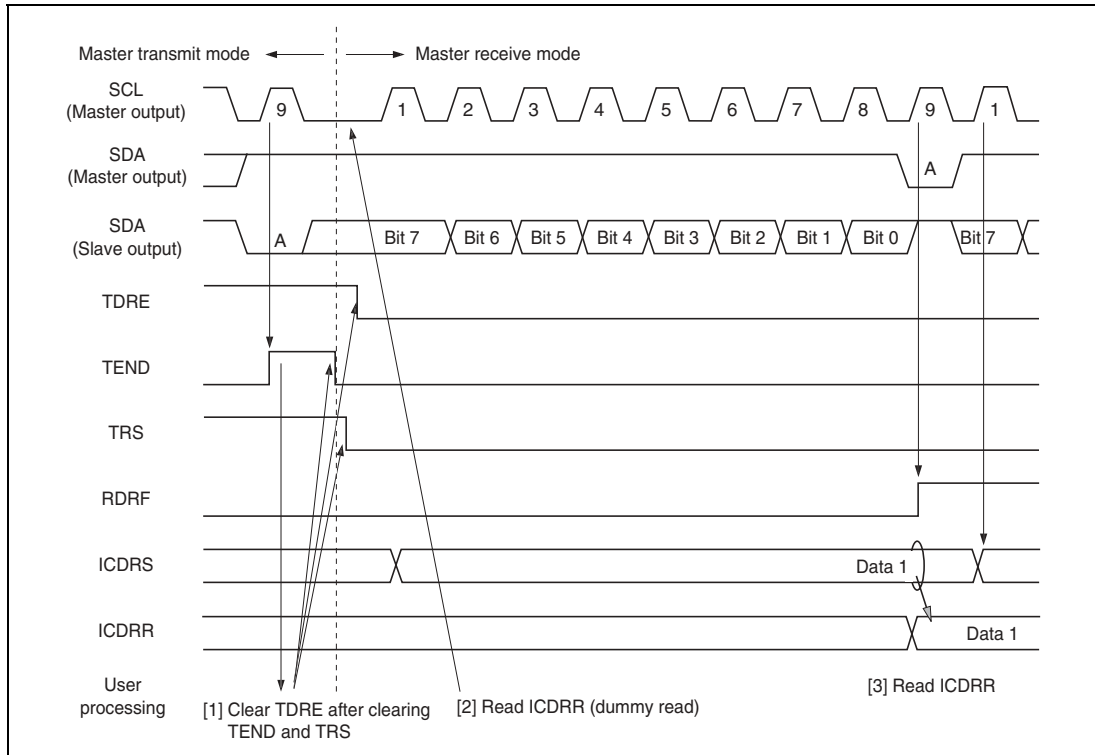 Master transmit mode
Master receive mode
SCL
(Master output)
9
1
2
3
4
5
6
7
8
9
1
SDA
(Master output)
A
SDA
(Slave output)
A
Bit 7
Bit 6
Bit 5
Bit 4
Bit 3
Bit 2
Bit 1
Bit 0
Bit 7
TDRE
TEND
TRS
RDRF
ICDRS
Data 1
ICDRR
Data 1
User
processing
[1] Clear TDRE after clearing
TEND and TRS
[2] Read ICDRR (dummy read)
[3] Read ICDRR